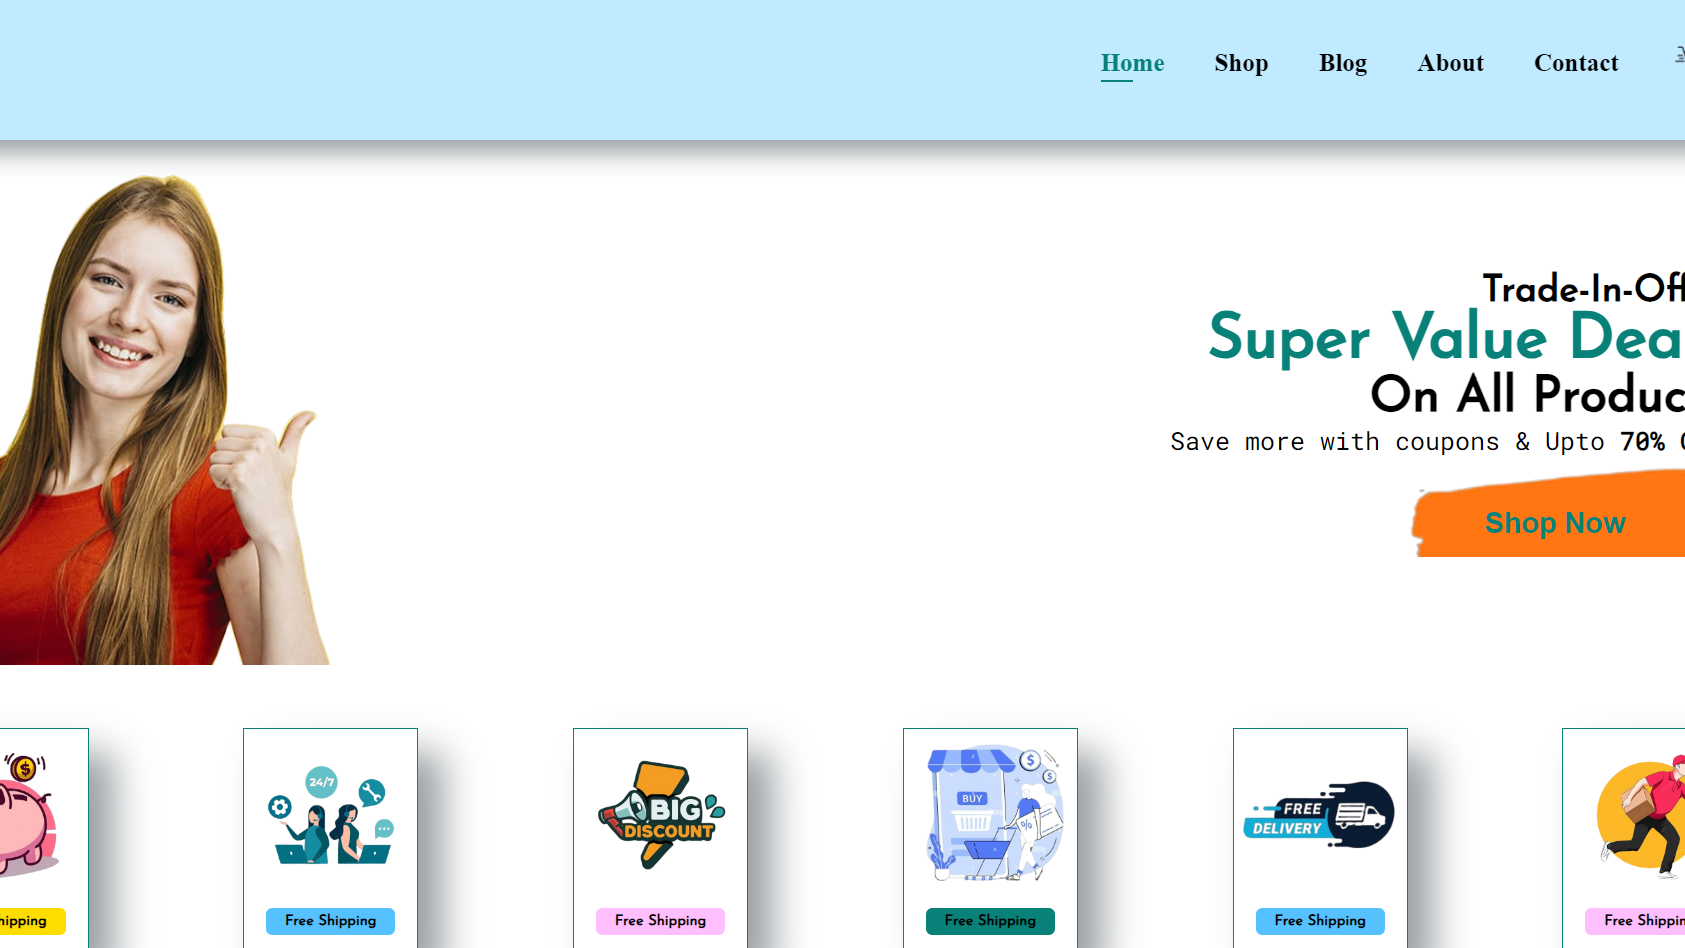 Home Shop Blog About Contact
Trade-In-Off
Super Value Dea
On All Produc
Save more with coupons & Upto 70%
Shop Now
24/7
BIG
DISCOUNT
BUY
FREE
DELIVERY
hipping
Free Shipping
Free Shipping
Free Shipping
Free Shipping
Free Shippin